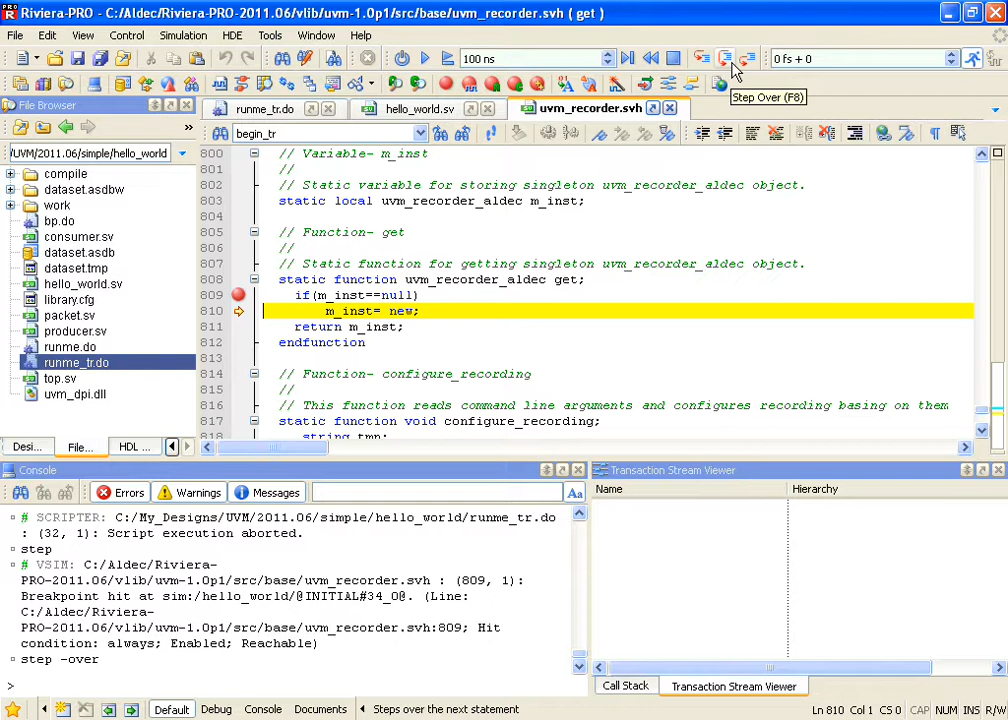 Riviera-PRO - C:/Aldec/Riviera-PRO/vlib/uvm-1.0p1/src/base/uvm_recorder.svh ( get )
File Edit View Control Simulation HDE Tools Window Help
100 ns
0 fs + 0
Step Over (F8)
File Browser
runme_tr.do
hello_world.sv
uvm_recorder.svh
begin_tr
/UVM/2011.06/simple/hello_world
compile
dataset.asdbw
work
bp.do
consumer.sv
dataset.asdb
dataset.tmp
hello_world.sv
library.cfg
packet.sv
producer.sv
runme.do
runme_tr.do
top.sv
uvm_dpi.dll
Desi...
File...
HDL ...
800 // Variable- m_inst
801 //
802 // Static variable for storing singleton uvm_recorder_aldec object.
803 static local uvm_recorder_aldec m_inst;
804
805 // Function- get
806 //
807 // Static function for getting singleton uvm_recorder_aldec object.
808 static function uvm_recorder_aldec get;
809 if(m_inst==null)
810 m_inst= new;
811 return m_inst;
812 endfunction
813
814 // Function- configure_recording
815 //
816 // This function reads command line arguments and configures recording basing on them
817 static function void configure_recording;
818 string tmp;
Console
Errors
Warnings
Messages
Aa
# SCRIPTER: C:/My_Designs/UVM/2011.06/simple/hello_world/runme_tr.do
: (32, 1): Script execution aborted.
step
# VSIM: C:/Aldec/Riviera-
PRO-2011.06/vlib/uvm-1.0p1/src/base/uvm_recorder.svh : (809, 1):
Breakpoint hit at sim:/hello_world/@INITIAL#34_0@. (Line:
C:/Aldec/Riviera-
PRO-2011.06/vlib/uvm-1.0p1/src/base/uvm_recorder.svh:809; Hit
condition: always; Enabled; Reachable)
step -over
>
Transaction Stream Viewer
Name Hierarchy
Call Stack
Transaction Stream Viewer
Default Debug Console Documents Steps over the next statement
Ln 810 Col 1 CS 0 CAP NUM INS R/W